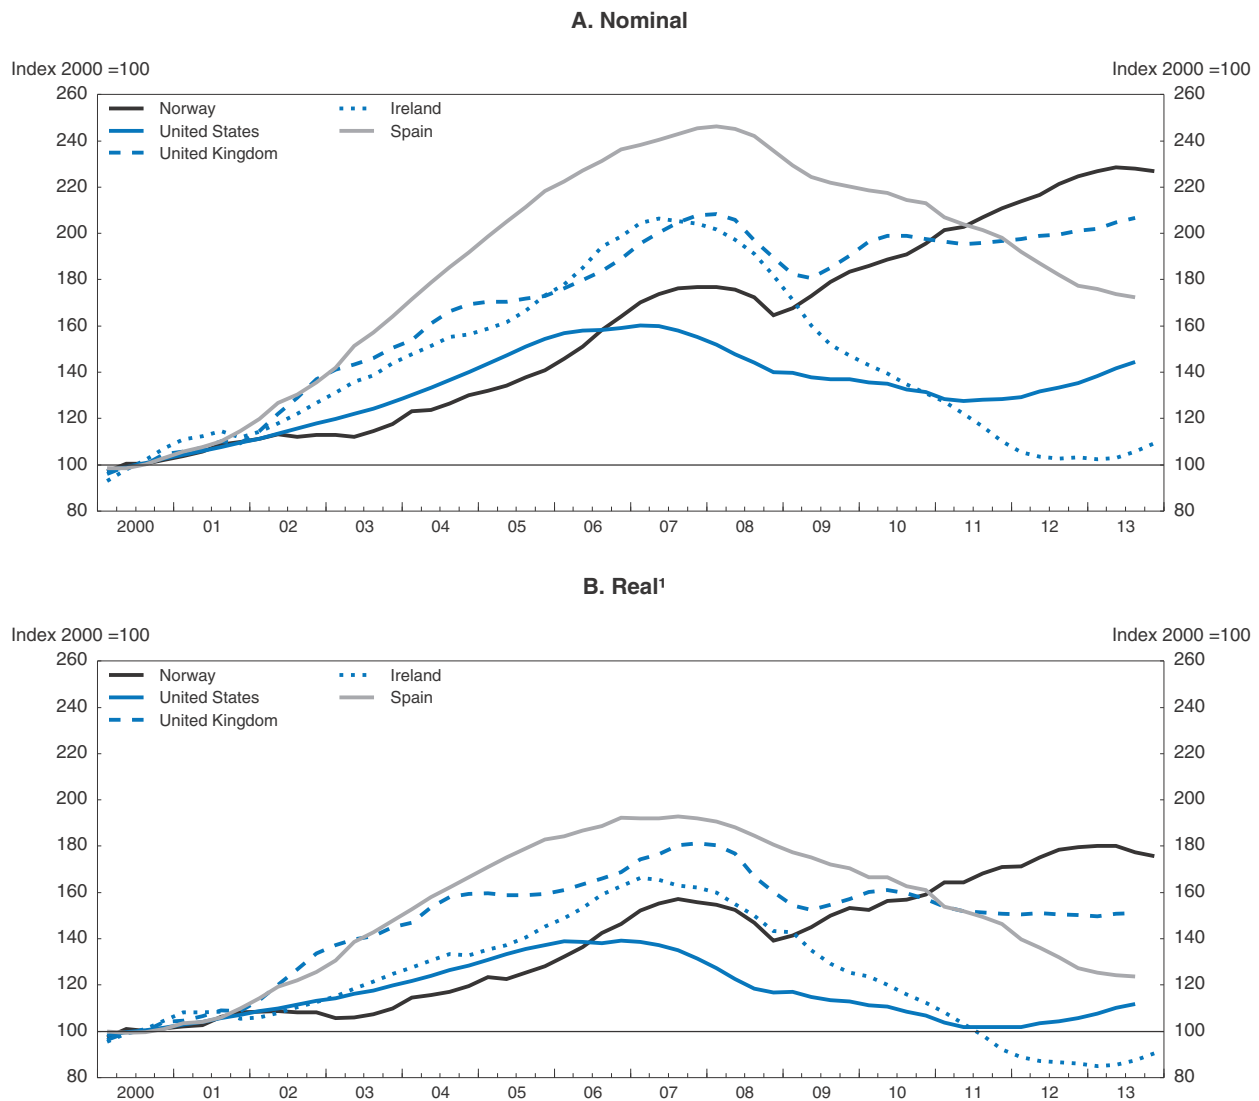 A. Nominal
Index 2000 =100 Index 2000 =100
260 260
240 240
220 220
200 200
180 180
160 160
140 140
120 120
100 100
80 80
Norway Ireland
United States Spain
United Kingdom
2000 01 02 03 04 05 06 07 08 09 10 11 12 13
B. Real¹
Index 2000 =100 Index 2000 =100
260 260
240 240
220 220
200 200
180 180
160 160
140 140
120 120
100 100
80 80
Norway Ireland
United States Spain
United Kingdom
2000 01 02 03 04 05 06 07 08 09 10 11 12 13